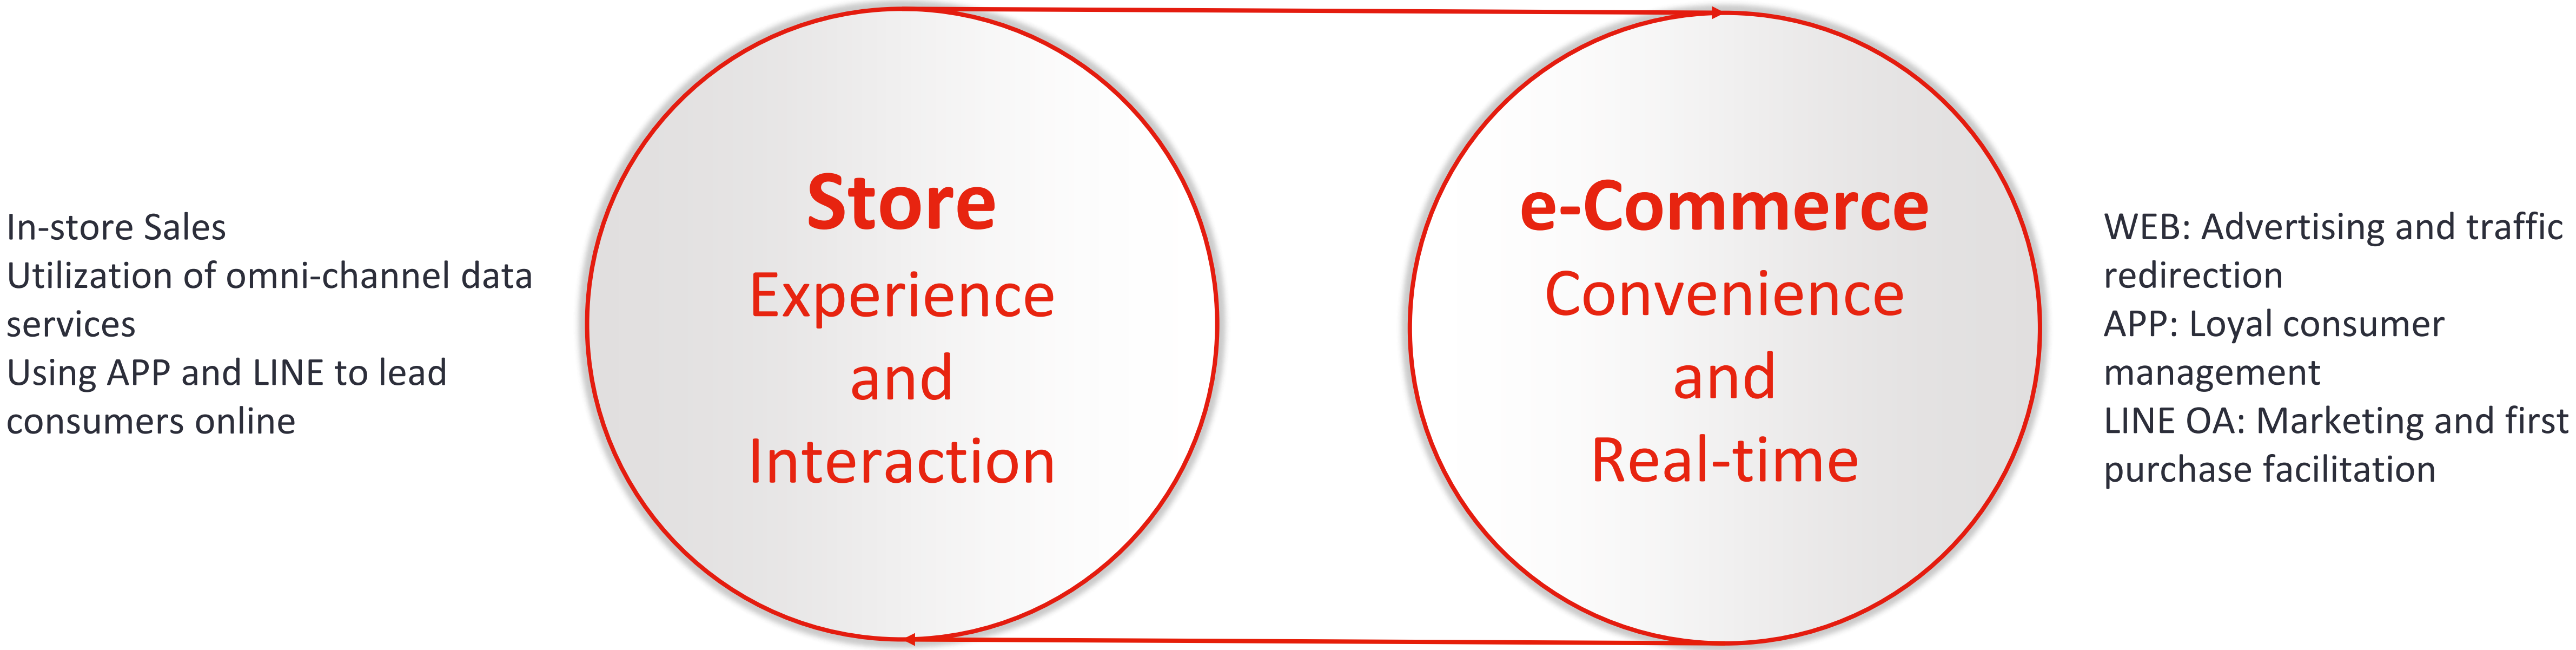 In-store Sales
Utilization of omni-channel data
services
Using APP and LINE to lead
consumers online
Store
Experience
and
Interaction
e-Commerce
Convenience
and
Real-time
WEB: Advertising and traffic
redirection
APP: Loyal consumer
management
LINE OA: Marketing and first
purchase facilitation